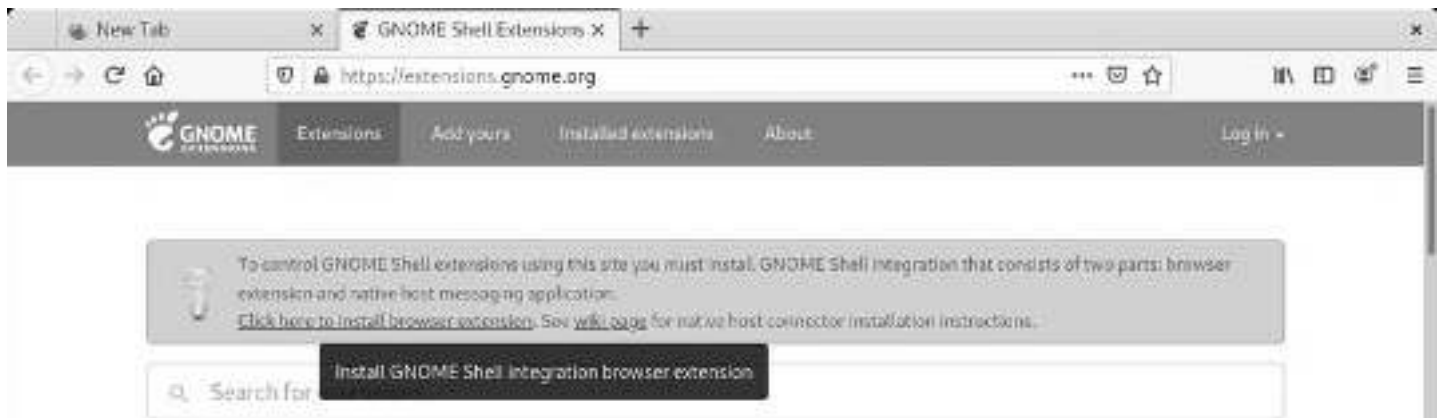 New Tab
GNOME Shell Extensions
https://extensions.gnome.org
GNOME
EXTENSIONS
Extensions
Add yours
Installed extensions
About
Log in
To control GNOME Shell extensions using this site you must install GNOME Shell integration that consists of two parts: browser
extension and native host messaging application.
Click here to install browser extension. See wiki page for native host connector installation instructions.
Install GNOME Shell integration browser extension
Search for